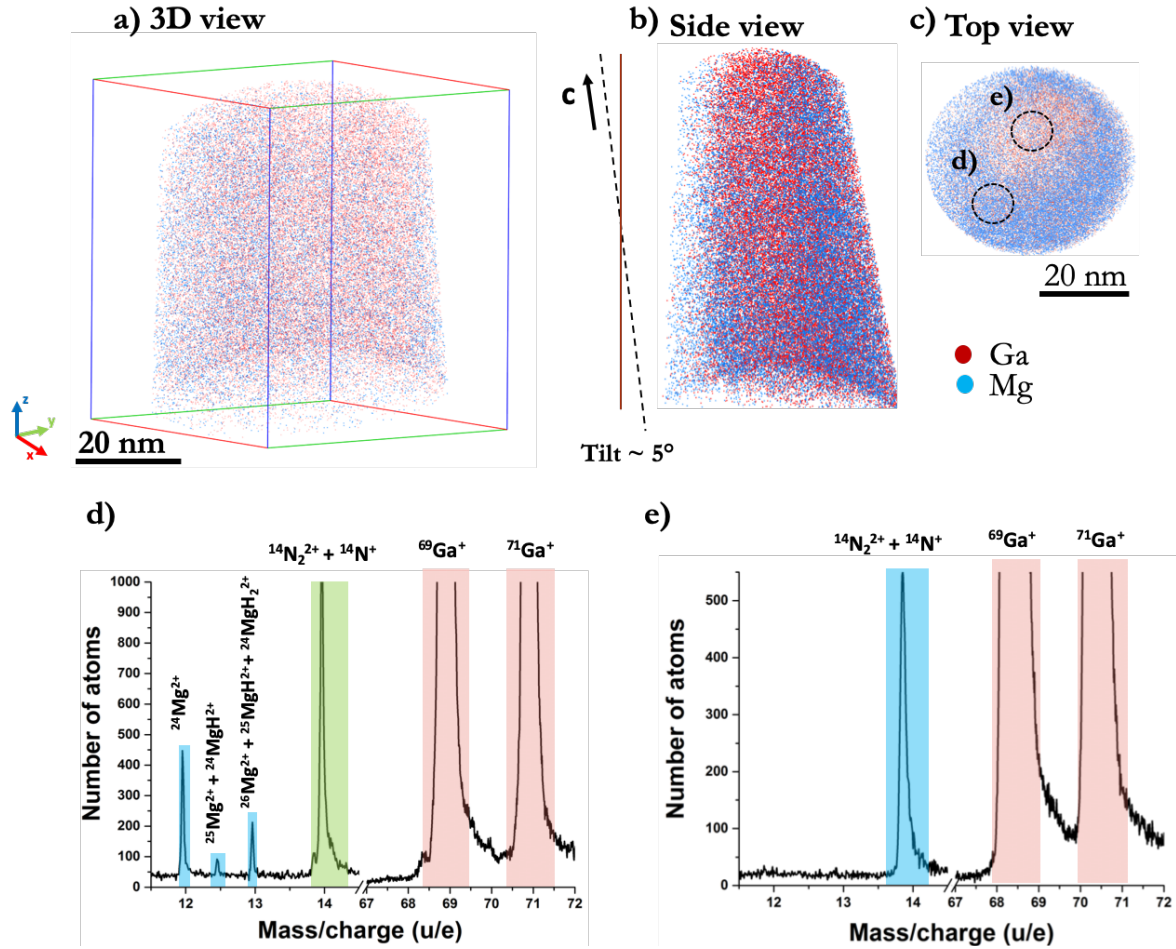 a) 3D view
b) Side view
c) Top view
c
e)
d)
20 nm
Ga
Mg
z
y
x
20 nm
Tilt ~ 5°
d)
¹⁴N₂²⁺ + ¹⁴N⁺
⁶⁹Ga⁺
⁷¹Ga⁺
²⁴Mg²⁺
²⁵Mg²⁺ + ²⁴MgH²⁺
²⁶Mg²⁺ + ²⁵MgH²⁺ + ²⁴MgH₂²⁺
Number of atoms
1000
900
800
700
600
500
400
300
200
100
0
12 13 14 67 68 69 70 71 72
Mass/charge (u/e)
e)
¹⁴N₂²⁺ + ¹⁴N⁺
⁶⁹Ga⁺
⁷¹Ga⁺
Number of atoms
500
400
300
200
100
0
12 13 14 67 68 69 70 71 72
Mass/charge (u/e)